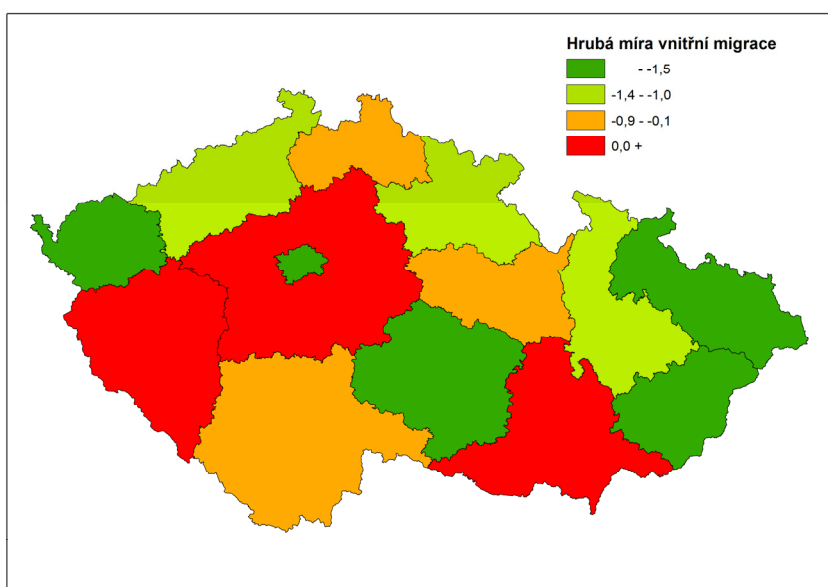 Hrubá míra vnitřní migrace
- -1,5
-1,4 - -1,0
-0,9 - -0,1
0,0 +